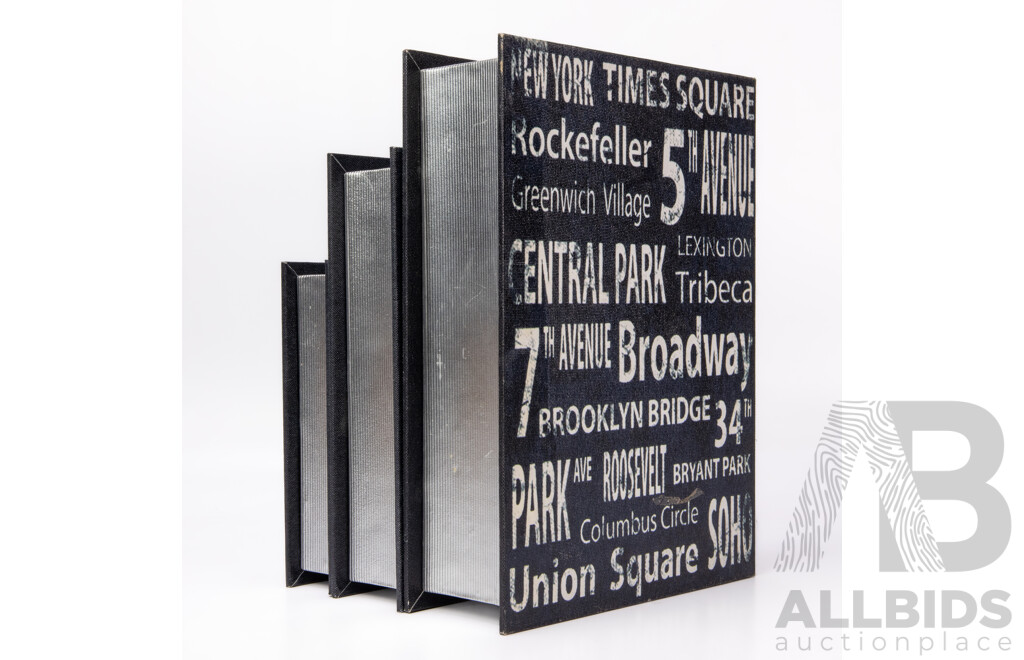 NEW YORK TIMES SQUARE
Rockefeller 5TH AVENUE
Greenwich Village
LEXINGTON
CENTRAL PARK Tribeca
7TH AVENUE Broadway
BROOKLYN BRIDGE 34TH
PARK AVE ROOSEVELT BRYANT PARK
Columbus Circle SOHO
Union Square
AB
ALLBIDS
auctionplace